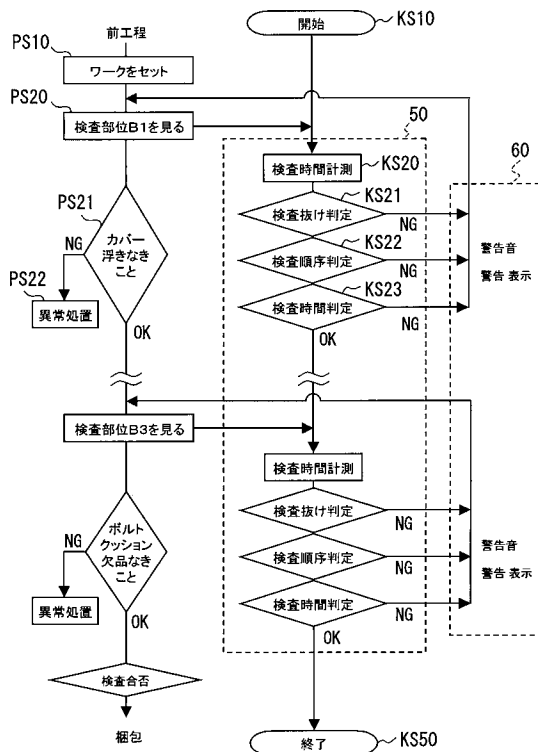 前工程
開始
KS10
PS10
ワークをセット
PS20
検査部位B1を見る
50
検査時間計測
KS20
60
PS21
カバー
浮きなき
こと
NG
OK
PS22
異常処置
KS21
検査抜け判定
NG
KS22
検査順序判定
NG
KS23
検査時間判定
NG
OK
警告音
警告 表示
検査部位B3を見る
検査時間計測
ボルト
クッション
欠品なき
こと
NG
OK
異常処置
検査抜け判定
NG
検査順序判定
NG
検査時間判定
NG
OK
警告音
警告 表示
検査合否
梱包
終了
KS50